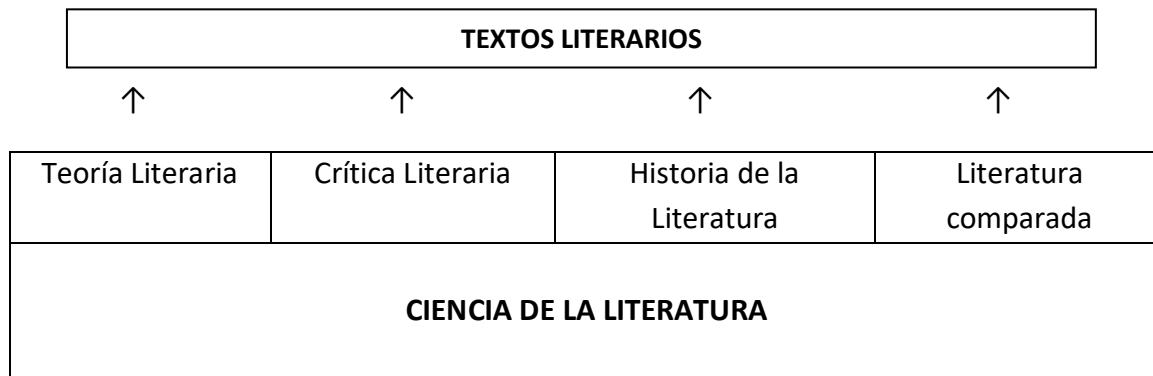 TEXTOS LITERARIOS
↑ ↑ ↑ ↑
Teoría Literaria
Crítica Literaria
Historia de la
Literatura
Literatura
comparada
CIENCIA DE LA LITERATURA